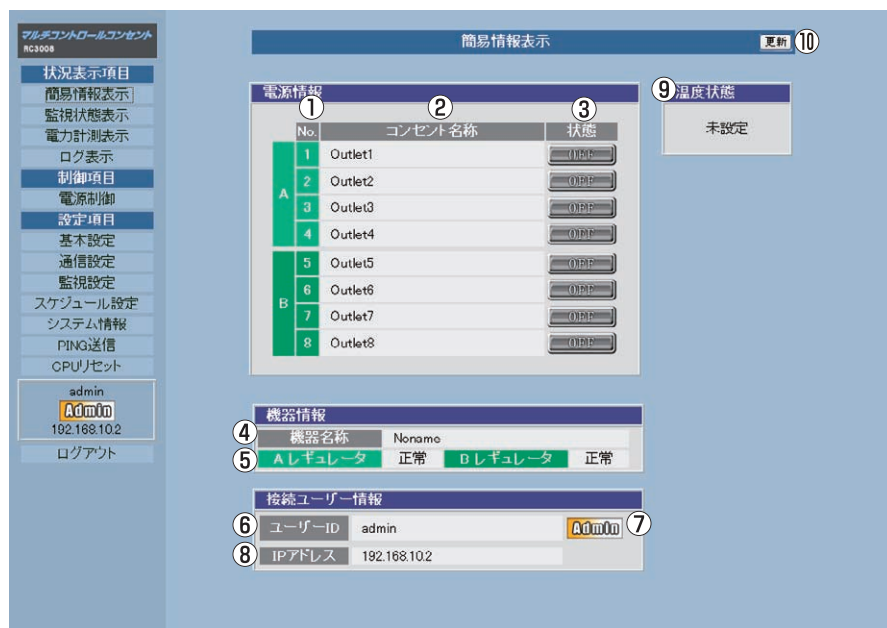 マルチコントロールコンセント
RC3008
状況表示項目
簡易情報表示
監視状態表示
電力計測表示
ログ表示
制御項目
電源制御
設定項目
基本設定
通信設定
監視設定
スケジュール設定
システム情報
PING送信
CPUリセット
admin
Admin
192.168.10.2
ログアウト
簡易情報表示
更新 ⑩
電源情報
① ② ③
No. コンセント名称 状態
A
1 Outlet1 OFF
2 Outlet2 OFF
3 Outlet3 OFF
4 Outlet4 OFF
B
5 Outlet5 OFF
6 Outlet6 OFF
7 Outlet7 OFF
8 Outlet8 OFF
⑨ 温度状態
未設定
機器情報
④ 機器名称 Noname
⑤ Aレギュレータ 正常 Bレギュレータ 正常
接続ユーザー情報
⑥ ユーザーID admin Admin ⑦
⑧ IPアドレス 192.168.10.2